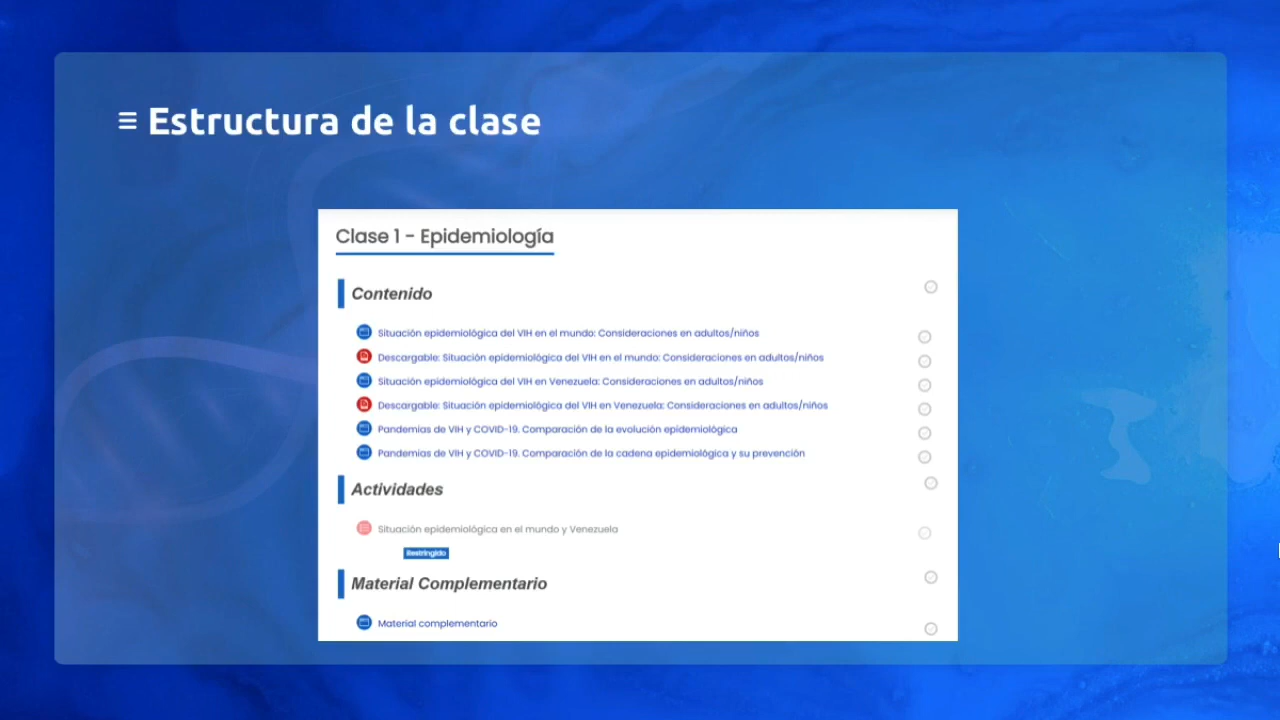 Estructura de la clase
Clase 1 - Epidemiología
Contenido
Situación epidemiológica del VIH en el mundo: Consideraciones en adultos/niños
Descargable: Situación epidemiológica del VIH en el mundo: Consideraciones en adultos/niños
Situación epidemiológica del VIH en Venezuela: Consideraciones en adultos/niños
Descargable: Situación epidemiológica del VIH en Venezuela: Consideraciones en adultos/niños
Pandemias de VIH y COVID-19. Comparación de la evolución epidemiológica
Pandemias de VIH y COVID-19. Comparación de la cadena epidemiológica y su prevención
Actividades
Situación epidemiológica en el mundo y Venezuela
Restringido
Material Complementario
Material complementario